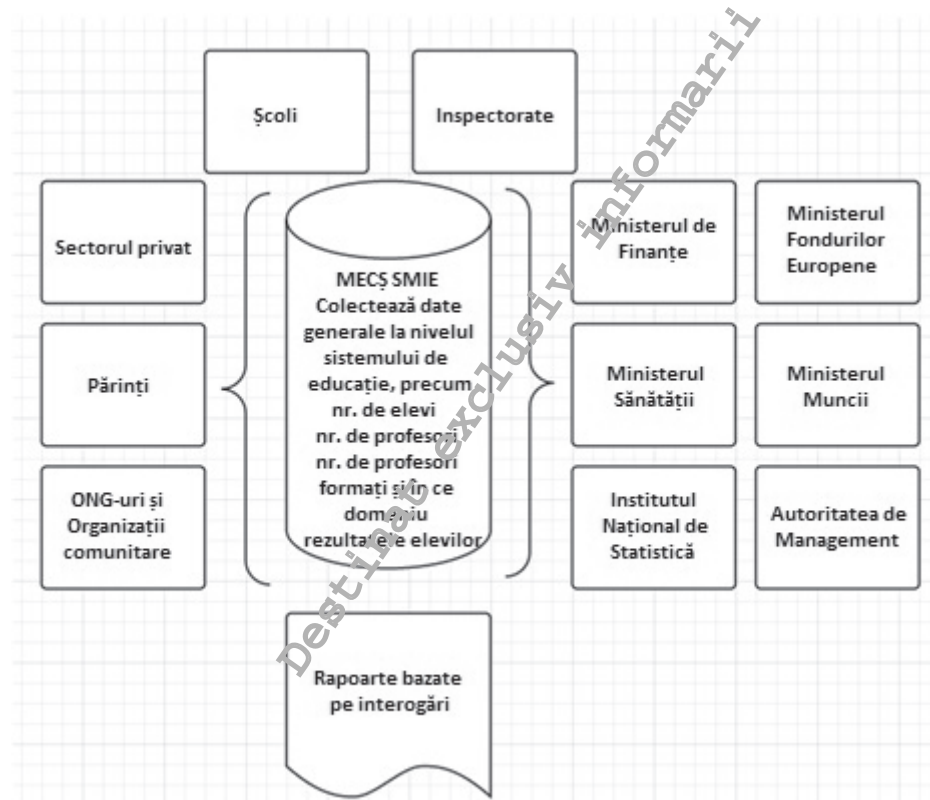 Școli
Inspectorate
Sectorul privat
Părinți
ONG-uri și
Organizații
comunitare
MECȘ SMIE
Colectează date
generale la nivelul
sistemului de
educație, precum
nr. de elevi
nr. de profesori
nr. de profesori
formați și în ce
domeniu
rezultatele elevilor
Ministerul de
Finanțe
Ministerul
Fondurilor
Europene
Ministerul
Sănătății
Ministerul
Muncii
Institutul
Național de
Statistică
Autoritatea de
Management
Rapoarte bazate
pe interogări
Destinat exclusiv informarii